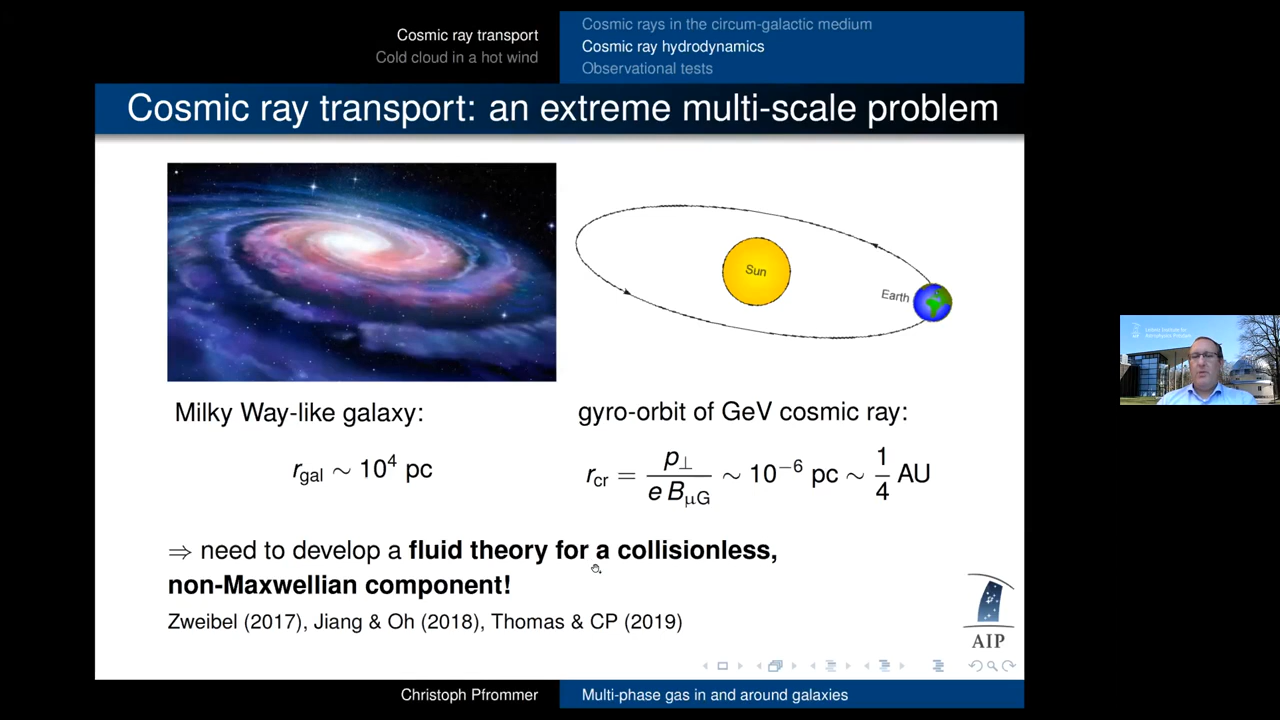 Cosmic ray transport
Cold cloud in a hot wind
Cosmic rays in the circum-galactic medium
Cosmic ray hydrodynamics
Observational tests
Cosmic ray transport: an extreme multi-scale problem
Sun
Earth
Milky Way-like galaxy:
r_gal ∼ 10⁴ pc
gyro-orbit of GeV cosmic ray:
r_cr = p_⊥ / (e B_μG) ∼ 10⁻⁶ pc ∼ 1/4 AU
⇒ need to develop a fluid theory for a collisionless,
non-Maxwellian component!
Zweibel (2017), Jiang & Oh (2018), Thomas & CP (2019)
AIP
Christoph Pfrommer
Multi-phase gas in and around galaxies